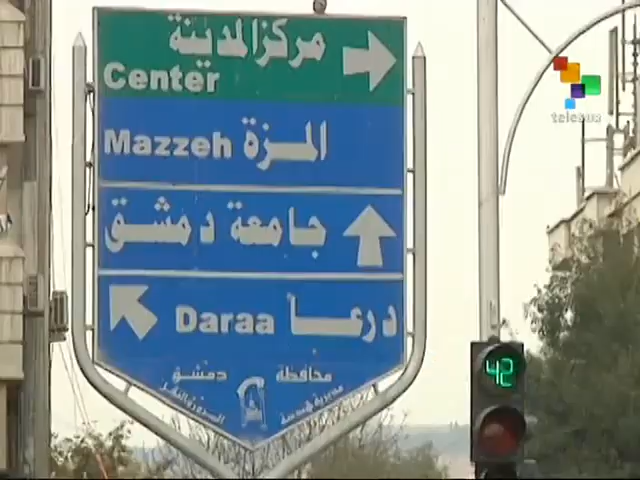 مركز المدينة
Center
telesur
Mazzeh المزة
جامعة دمشق
Daraa درعا
محافظة دمشق
42